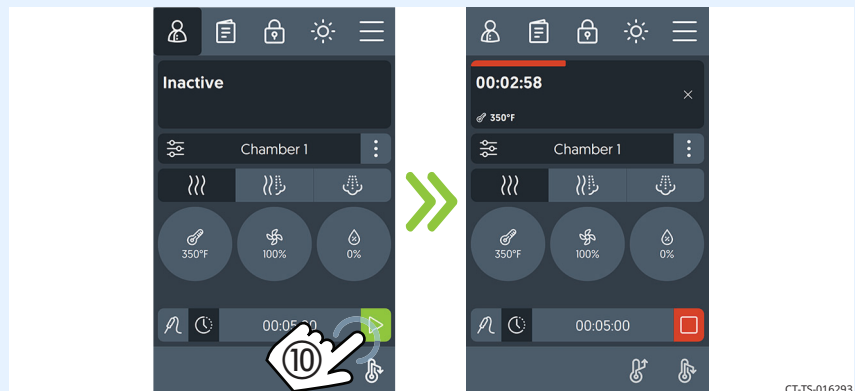 Inactive
Chamber 1
350°F
100%
0%
00:05:00
10
00:02:58
350°F
Chamber 1
350°F
100%
0%
00:05:00
CT-TS-016293